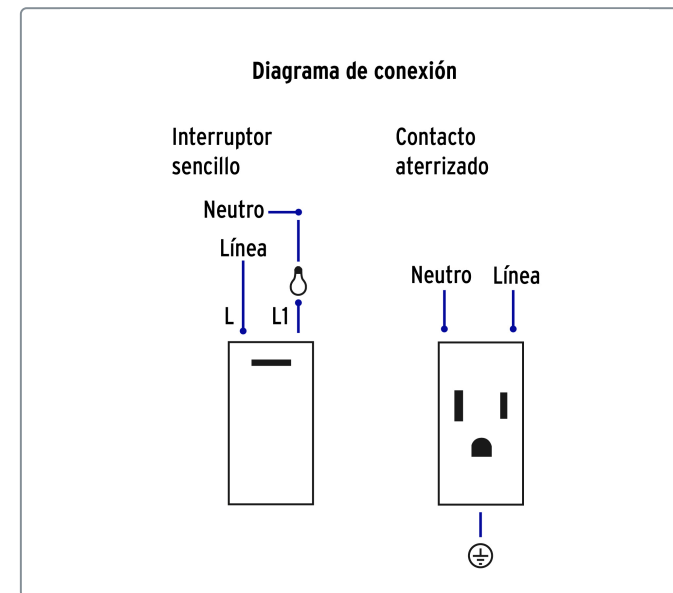 Diagrama de conexión
Interruptor
sencillo
Neutro
Línea
L
L1
Contacto
aterrizado
Neutro
Línea